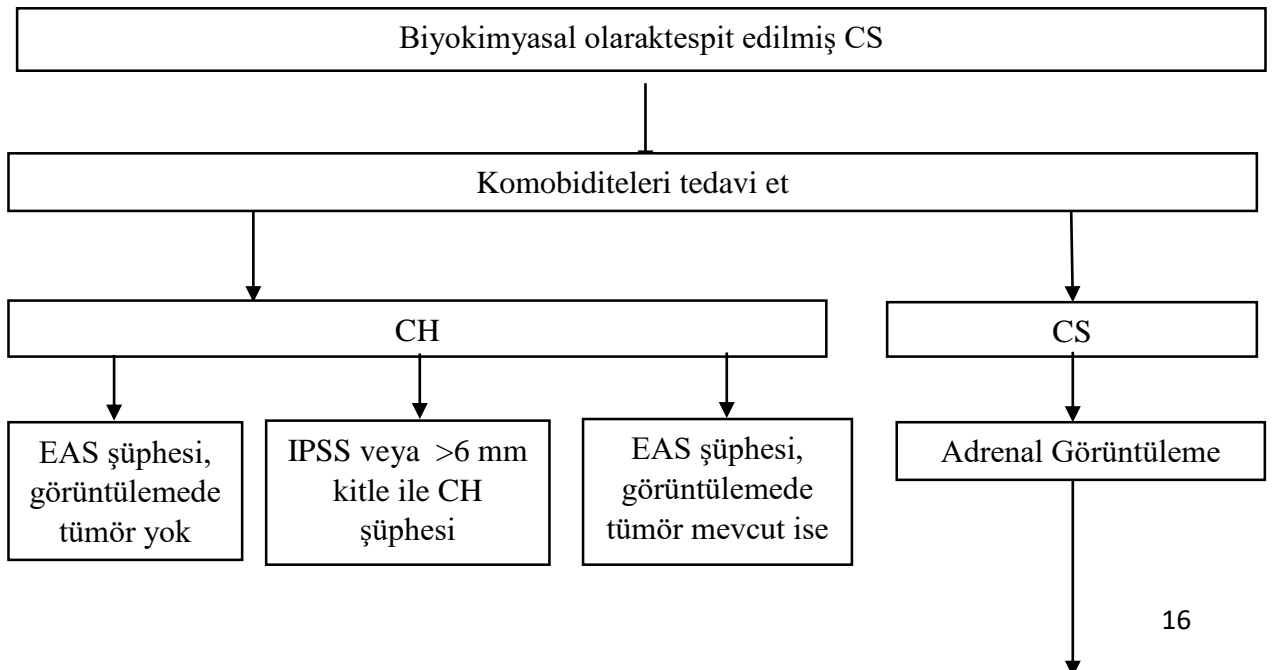 Biyokimyasal olaraktespit edilmiş CS
Komobiditeleri tedavi et
CH
CS
EAS şüphesi,
görüntülemede
tümör yok
IPSS veya >6 mm
kitle ile CH
şüphesi
EAS şüphesi,
görüntülemede
tümör mevcut ise
Adrenal Görüntüleme
16